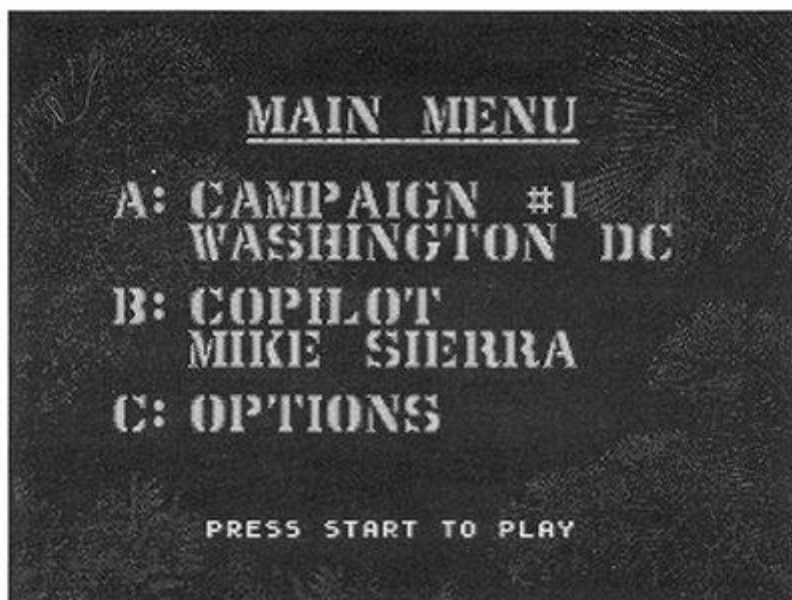 MAIN MENU
A: CAMPAIGN #1
WASHINGTON DC
B: COPILOT
MIKE SIERRA
C: OPTIONS
PRESS START TO PLAY